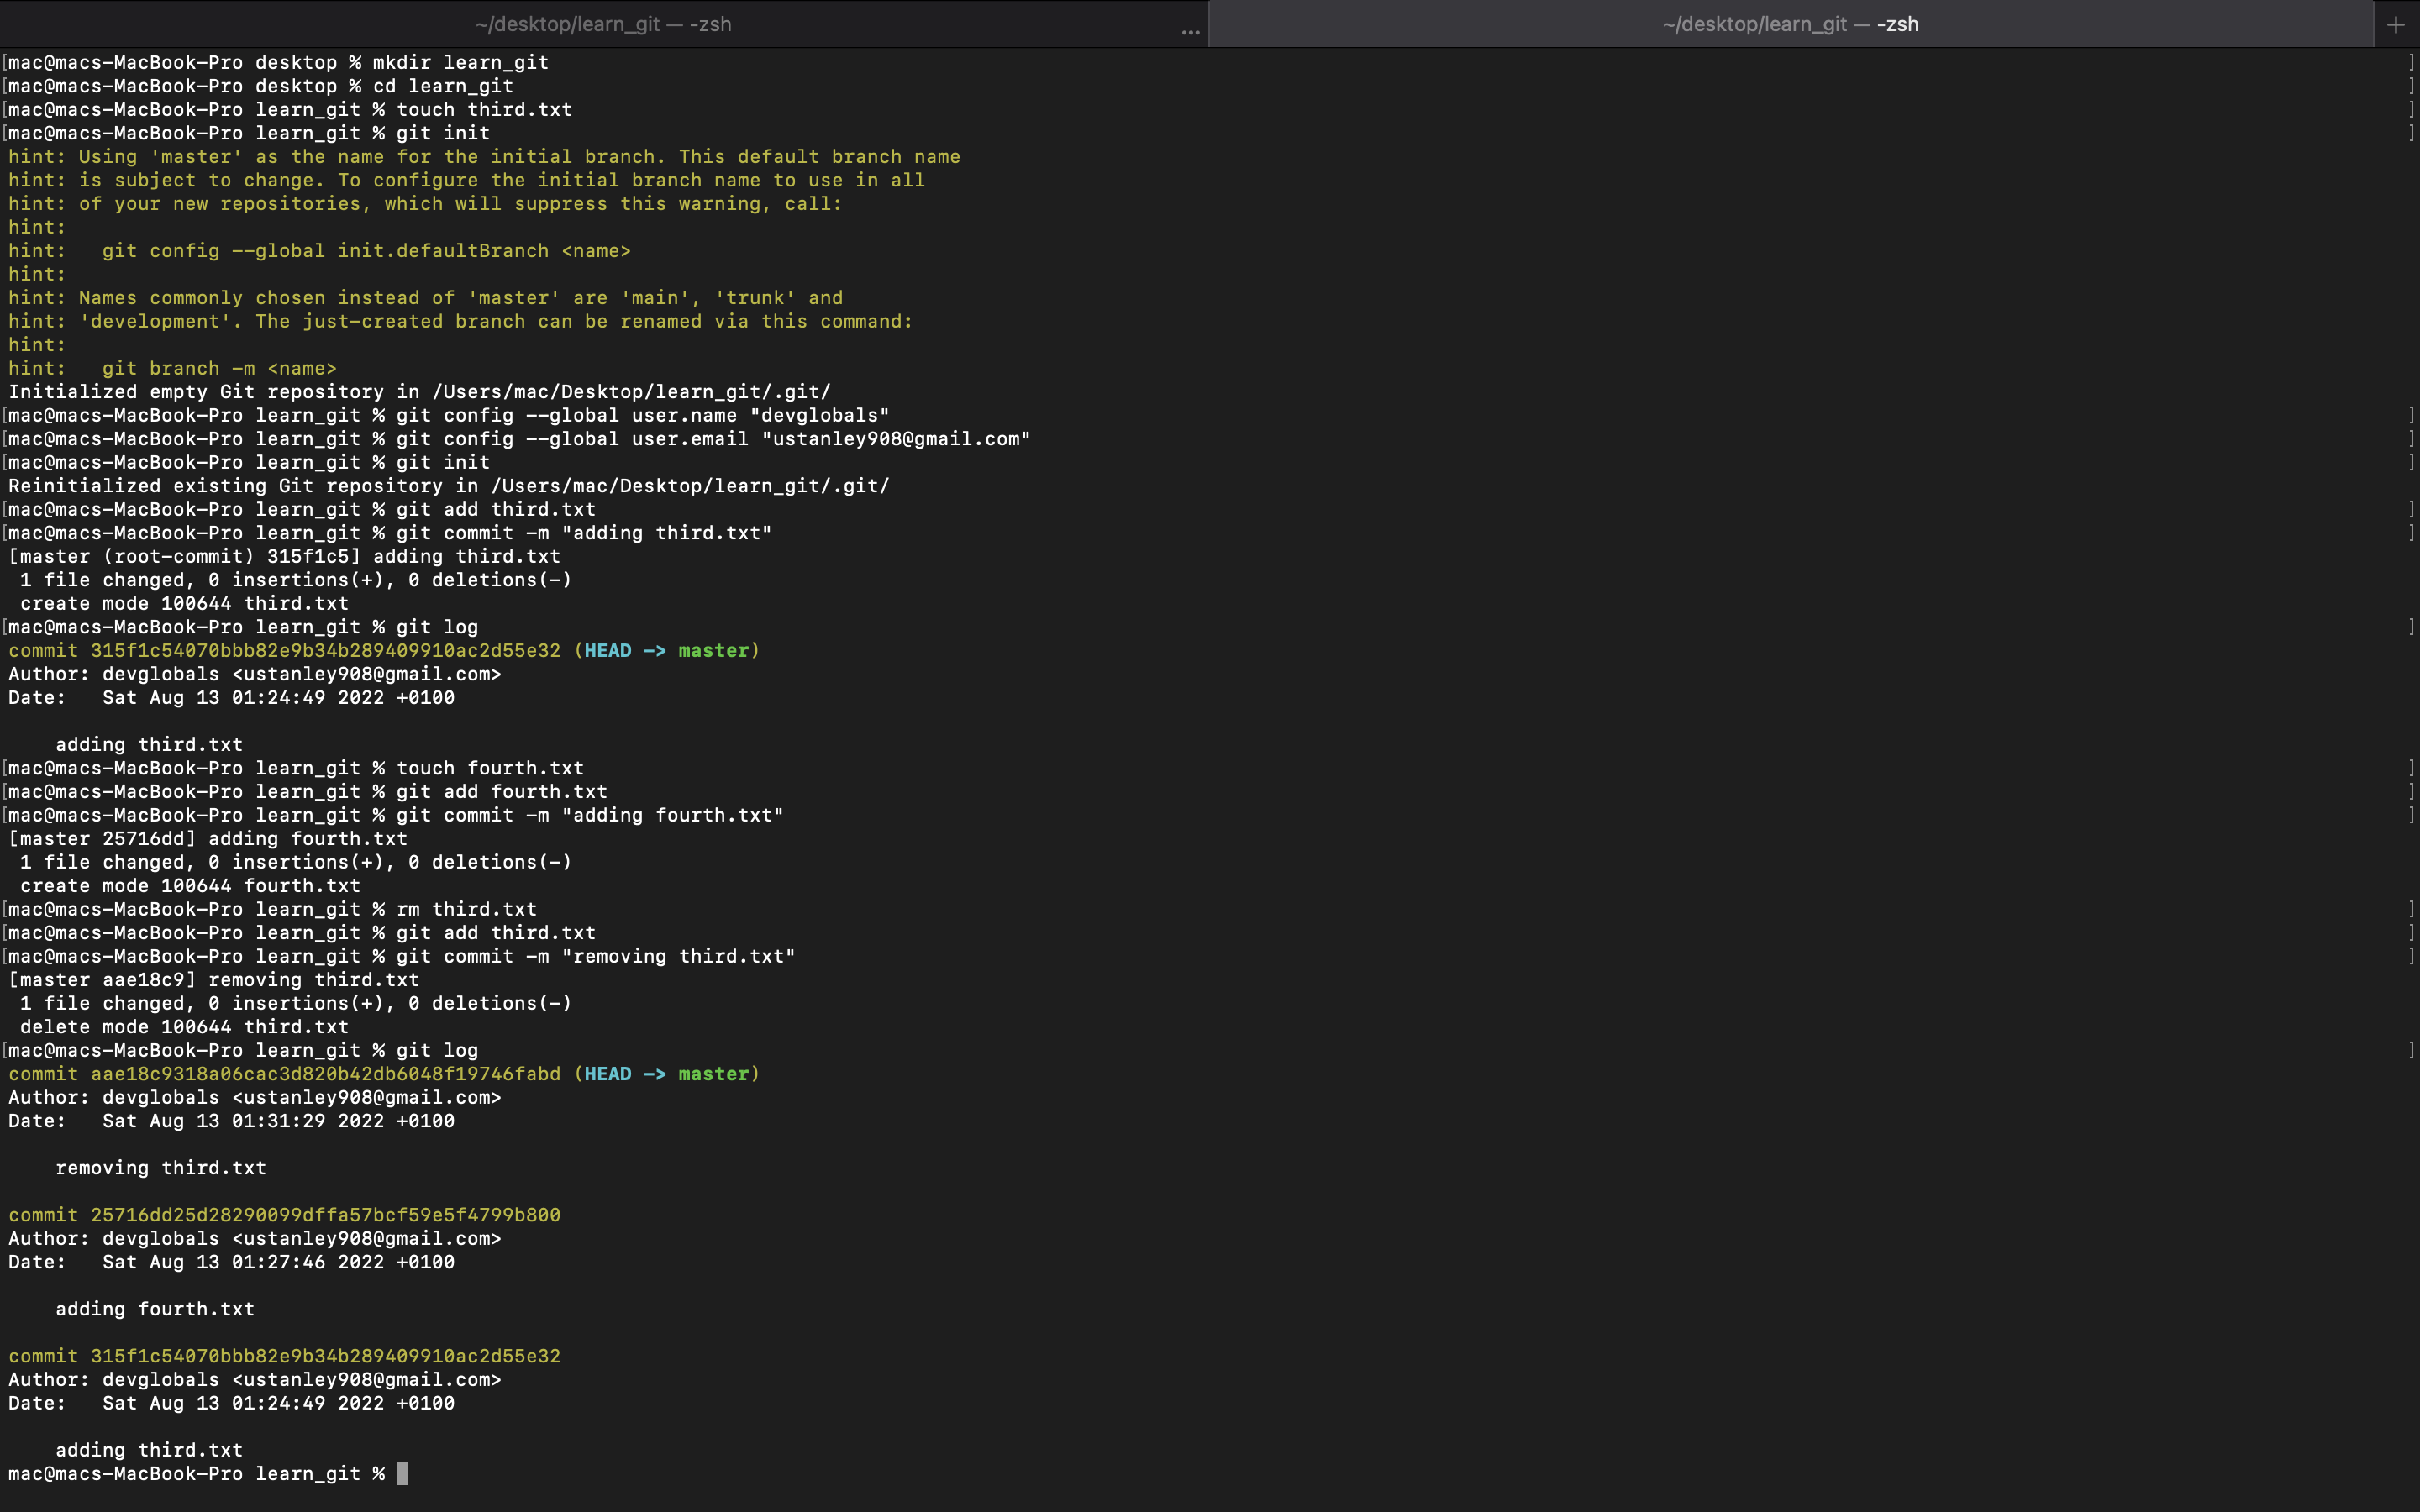 ~/desktop/learn_git — -zsh ... ~/desktop/learn_git — -zsh +
[mac@macs-MacBook-Pro desktop % mkdir learn_git ]
[mac@macs-MacBook-Pro desktop % cd learn_git ]
[mac@macs-MacBook-Pro learn_git % touch third.txt ]
[mac@macs-MacBook-Pro learn_git % git init ]
hint: Using 'master' as the name for the initial branch. This default branch name
hint: is subject to change. To configure the initial branch name to use in all
hint: of your new repositories, which will suppress this warning, call:
hint:
hint:   git config --global init.defaultBranch <name>
hint:
hint: Names commonly chosen instead of 'master' are 'main', 'trunk' and
hint: 'development'. The just-created branch can be renamed via this command:
hint:
hint:   git branch -m <name>
Initialized empty Git repository in /Users/mac/Desktop/learn_git/.git/
[mac@macs-MacBook-Pro learn_git % git config --global user.name "devglobals" ]
[mac@macs-MacBook-Pro learn_git % git config --global user.email "ustanley908@gmail.com" ]
[mac@macs-MacBook-Pro learn_git % git init ]
Reinitialized existing Git repository in /Users/mac/Desktop/learn_git/.git/
[mac@macs-MacBook-Pro learn_git % git add third.txt ]
[mac@macs-MacBook-Pro learn_git % git commit -m "adding third.txt" ]
[master (root-commit) 315f1c5] adding third.txt
 1 file changed, 0 insertions(+), 0 deletions(-)
 create mode 100644 third.txt
[mac@macs-MacBook-Pro learn_git % git log ]
commit 315f1c54070bbb82e9b34b289409910ac2d55e32 (HEAD -> master)
Author: devglobals <ustanley908@gmail.com>
Date:   Sat Aug 13 01:24:49 2022 +0100

    adding third.txt
[mac@macs-MacBook-Pro learn_git % touch fourth.txt ]
[mac@macs-MacBook-Pro learn_git % git add fourth.txt ]
[mac@macs-MacBook-Pro learn_git % git commit -m "adding fourth.txt" ]
[master 25716dd] adding fourth.txt
 1 file changed, 0 insertions(+), 0 deletions(-)
 create mode 100644 fourth.txt
[mac@macs-MacBook-Pro learn_git % rm third.txt ]
[mac@macs-MacBook-Pro learn_git % git add third.txt ]
[mac@macs-MacBook-Pro learn_git % git commit -m "removing third.txt" ]
[master aae18c9] removing third.txt
 1 file changed, 0 insertions(+), 0 deletions(-)
 delete mode 100644 third.txt
[mac@macs-MacBook-Pro learn_git % git log ]
commit aae18c9318a06cac3d820b42db6048f19746fabd (HEAD -> master)
Author: devglobals <ustanley908@gmail.com>
Date:   Sat Aug 13 01:31:29 2022 +0100

    removing third.txt

commit 25716dd25d28290099dffa57bcf59e5f4799b800
Author: devglobals <ustanley908@gmail.com>
Date:   Sat Aug 13 01:27:46 2022 +0100

    adding fourth.txt

commit 315f1c54070bbb82e9b34b289409910ac2d55e32
Author: devglobals <ustanley908@gmail.com>
Date:   Sat Aug 13 01:24:49 2022 +0100

    adding third.txt
mac@macs-MacBook-Pro learn_git %